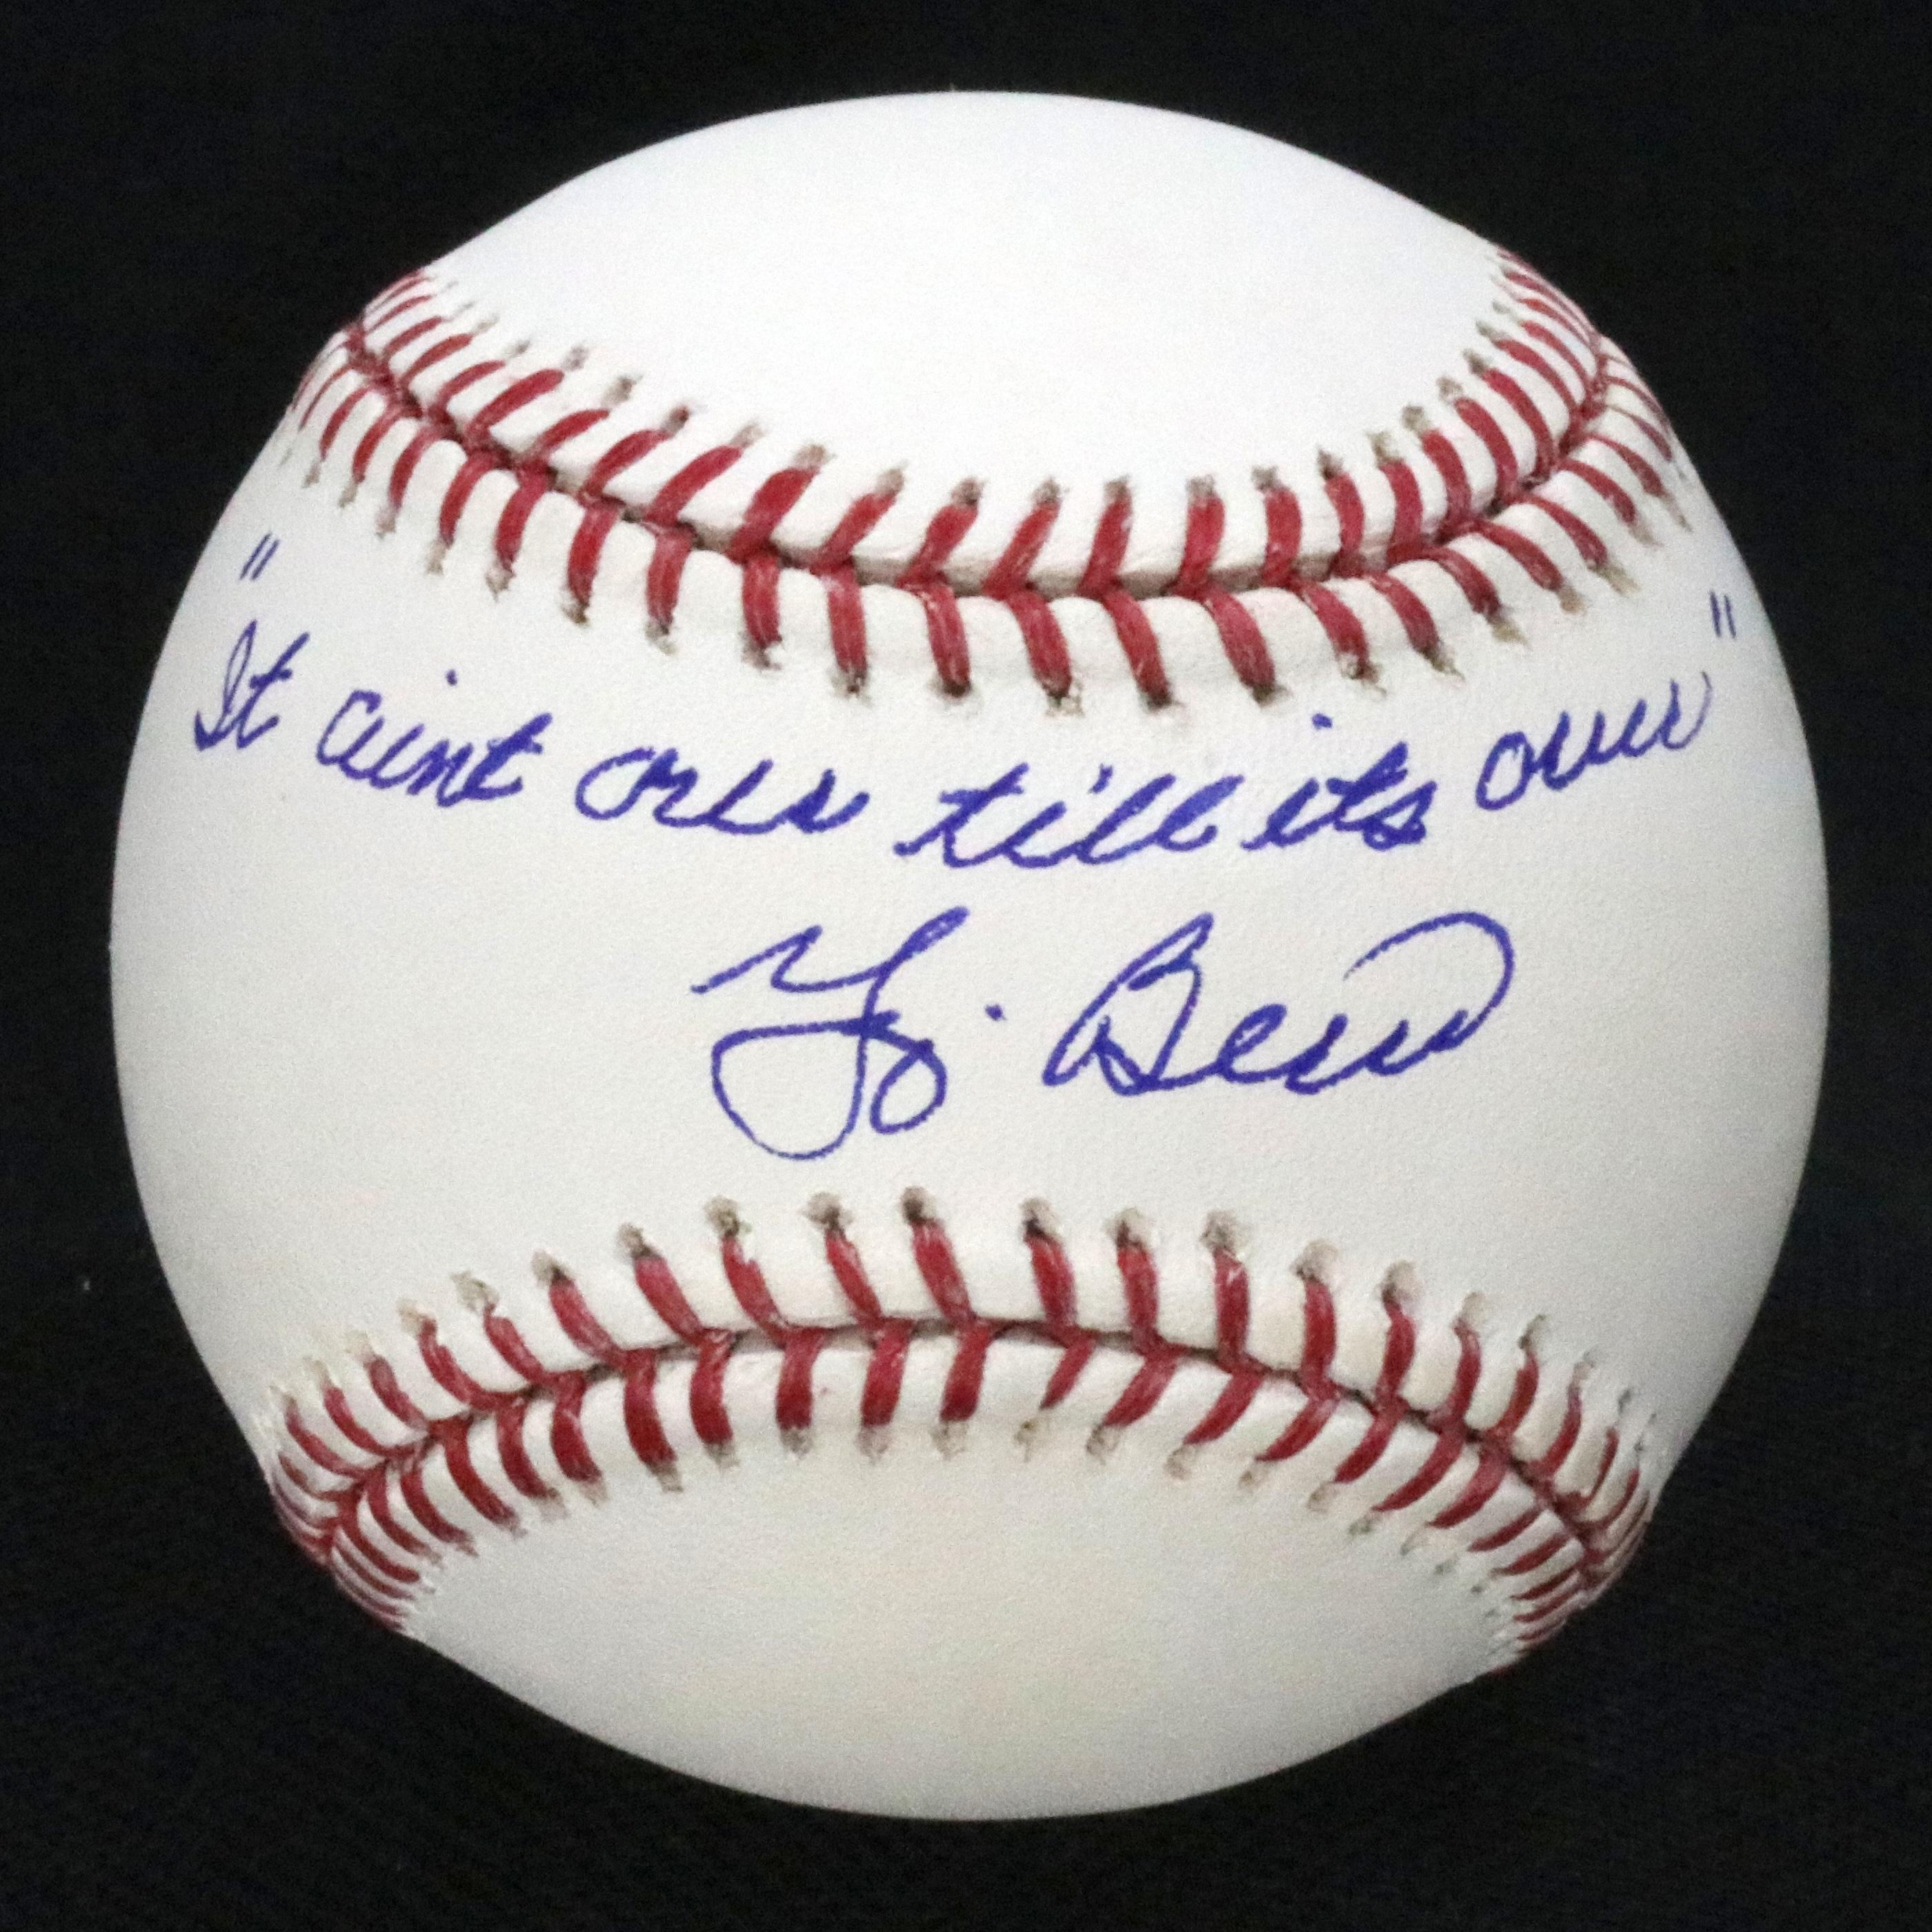 "It aint over till its over"
Yogi Berra